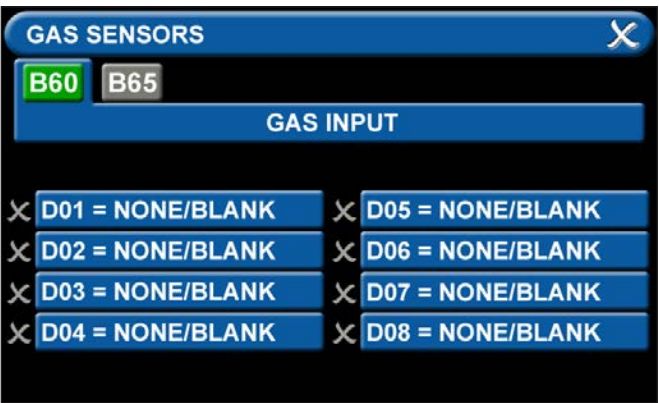 GAS SENSORS
B60 B65
GAS INPUT
D01 = NONE/BLANK
D02 = NONE/BLANK
D03 = NONE/BLANK
D04 = NONE/BLANK
D05 = NONE/BLANK
D06 = NONE/BLANK
D07 = NONE/BLANK
D08 = NONE/BLANK